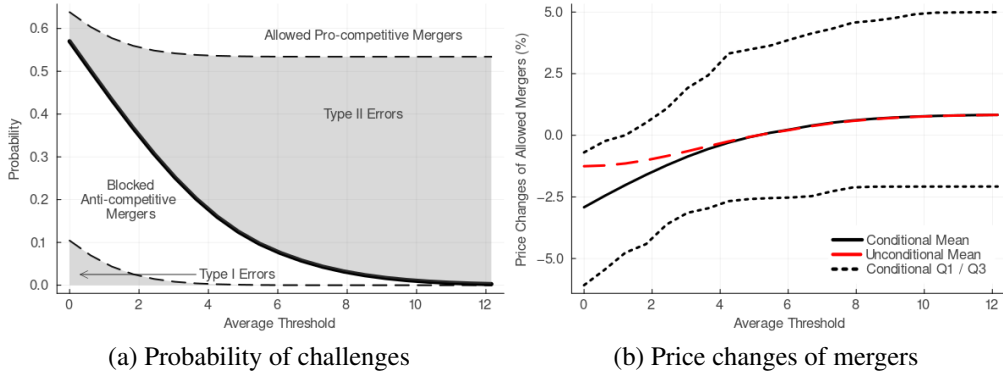 0.6
0.5
0.4
0.3
0.2
0.1
0.0
Probability
Allowed Pro-competitive Mergers
Type II Errors
Blocked
Anti-competitive
Mergers
Type I Errors
0 2 4 6 8 10 12
Average Threshold
(a) Probability of challenges
5.0
2.5
0.0
−2.5
−5.0
Price Changes of Allowed Mergers (%)
Conditional Mean
Unconditional Mean
Conditional Q1 / Q3
0 2 4 6 8 10 12
Average Threshold
(b) Price changes of mergers